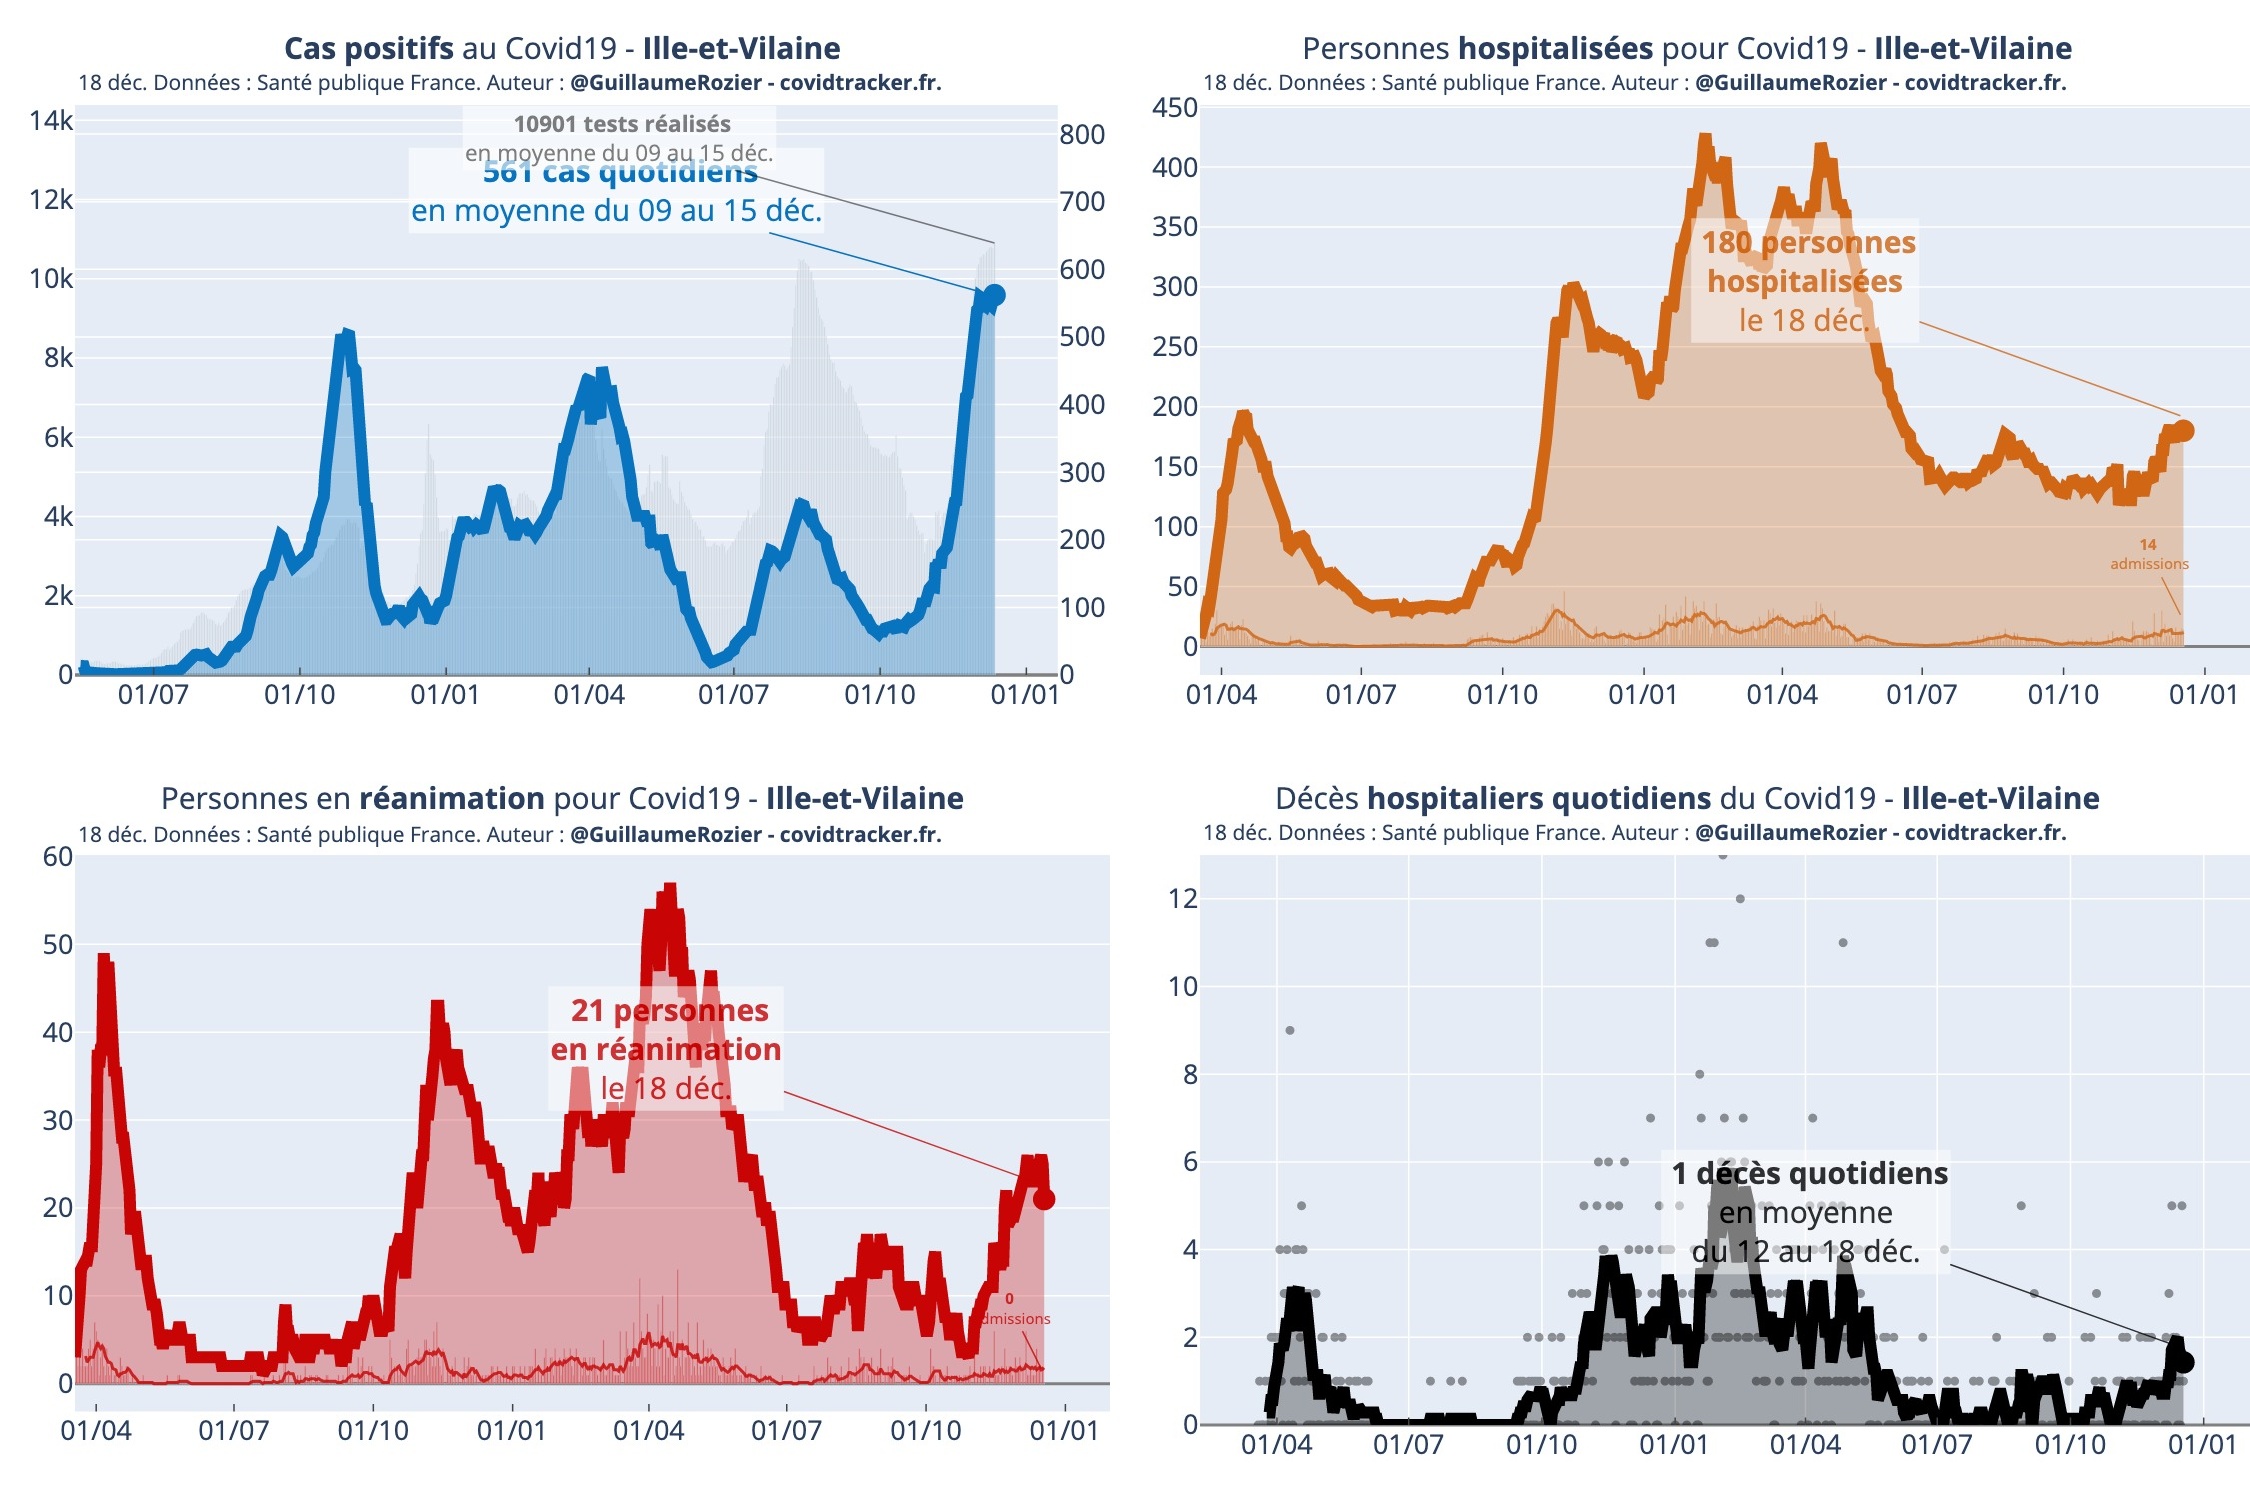 Cas positifs au Covid19 - Ille-et-Vilaine
18 déc. Données : Santé publique France. Auteur : @GuillaumeRozier - covidtracker.fr.
10901 tests réalisés
en moyenne du 09 au 15 déc.
561 cas quotidiens
en moyenne du 09 au 15 déc.
14k
12k
10k
8k
6k
4k
2k
0
800
700
600
500
400
300
200
100
0
01/07 01/10 01/01 01/04 01/07 01/10 01/01
Personnes hospitalisées pour Covid19 - Ille-et-Vilaine
18 déc. Données : Santé publique France. Auteur : @GuillaumeRozier - covidtracker.fr.
450
400
350
300
250
200
150
100
50
0
180 personnes
hospitalisées
le 18 déc.
14
admissions
01/04 01/07 01/10 01/01 01/04 01/07 01/10 01/01
Personnes en réanimation pour Covid19 - Ille-et-Vilaine
18 déc. Données : Santé publique France. Auteur : @GuillaumeRozier - covidtracker.fr.
60
50
40
30
20
10
0
21 personnes
en réanimation
le 18 déc.
0
admissions
01/04 01/07 01/10 01/01 01/04 01/07 01/10 01/01
Décès hospitaliers quotidiens du Covid19 - Ille-et-Vilaine
18 déc. Données : Santé publique France. Auteur : @GuillaumeRozier - covidtracker.fr.
12
10
8
6
4
2
0
1 décès quotidiens
en moyenne
du 12 au 18 déc.
01/04 01/07 01/10 01/01 01/04 01/07 01/10 01/01